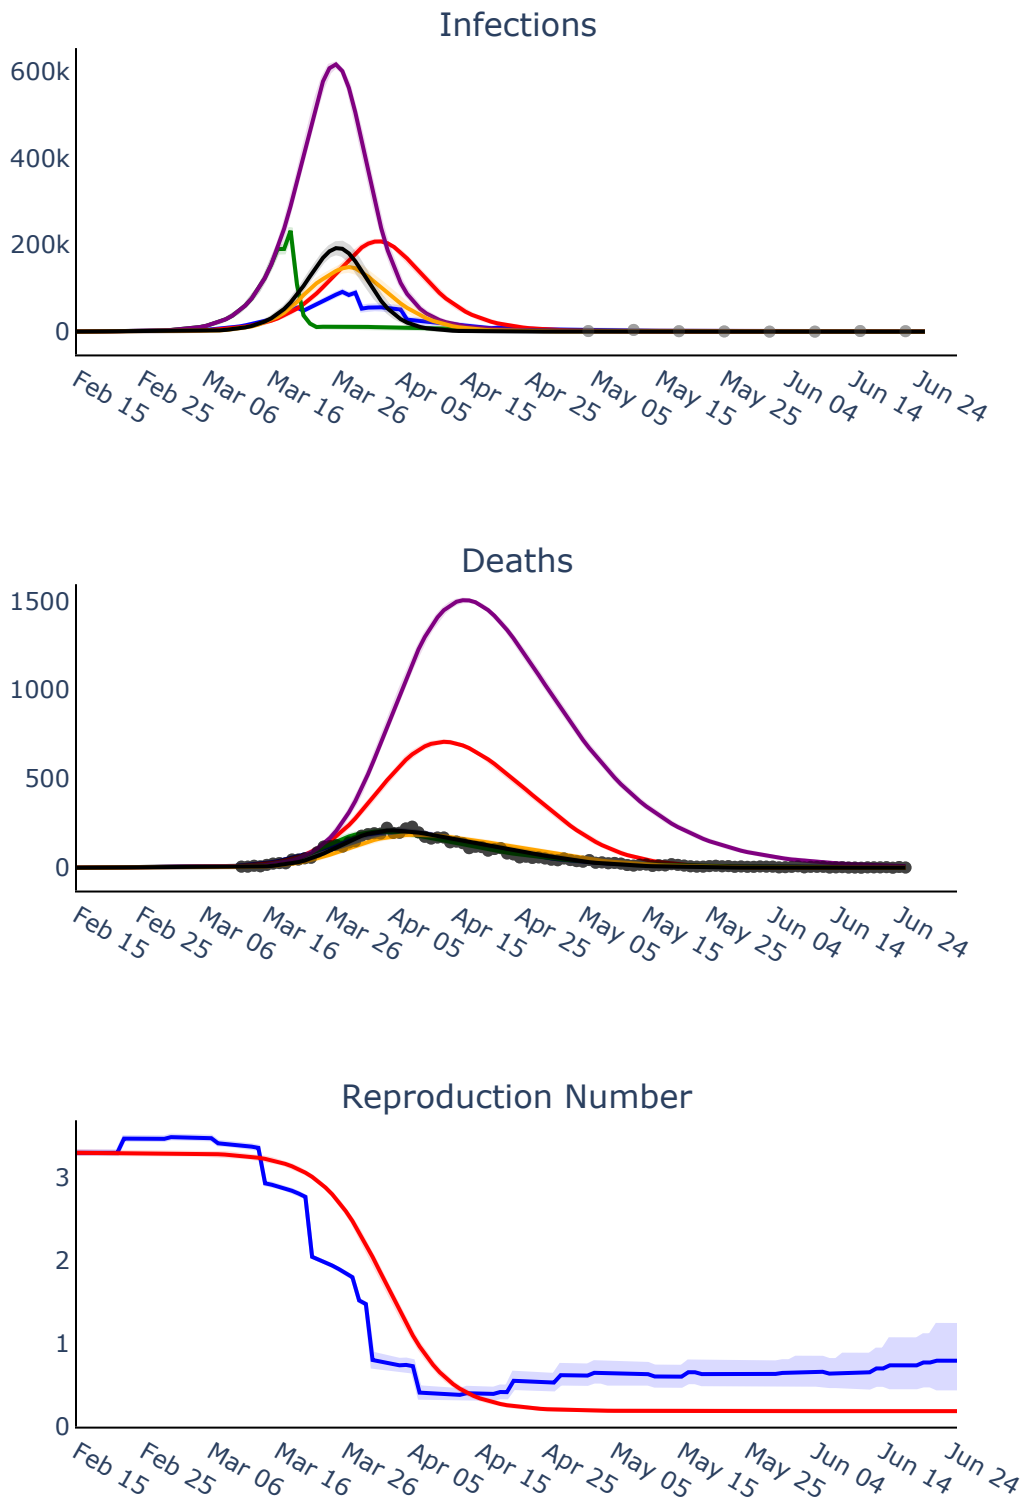 Infections
600k
400k
200k
0
Feb 15
Feb 25
Mar 06
Mar 16
Mar 26
Apr 05
Apr 15
Apr 25
May 05
May 15
May 25
Jun 04
Jun 14
Jun 24
Deaths
1500
1000
500
0
Feb 15
Feb 25
Mar 06
Mar 16
Mar 26
Apr 05
Apr 15
Apr 25
May 05
May 15
May 25
Jun 04
Jun 14
Jun 24
Reproduction Number
3
2
1
0
Feb 15
Feb 25
Mar 06
Mar 16
Mar 26
Apr 05
Apr 15
Apr 25
May 05
May 15
May 25
Jun 04
Jun 14
Jun 24